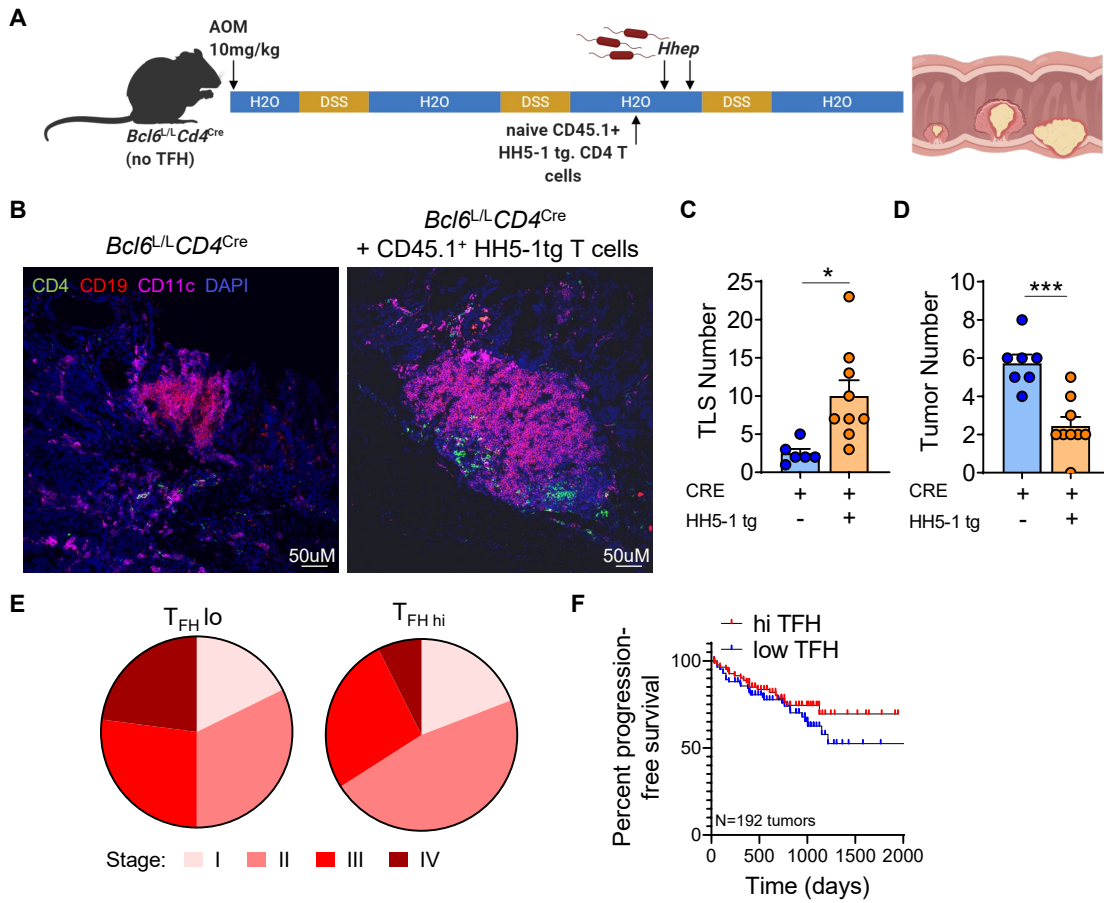 A
AOM
10mg/kg
Hhep
H2O DSS H2O DSS H2O DSS H2O
Bcl6L/LCd4Cre
(no TFH)
naive CD45.1+
HH5-1 tg. CD4 T
cells
B
Bcl6L/LCD4Cre
Bcl6L/LCD4Cre
+ CD45.1+ HH5-1tg T cells
CD4 CD19 CD11c DAPI
50uM
50uM
C
*
TLS Number
25
20
15
10
5
0
CRE + +
HH5-1 tg - +
D
***
Tumor Number
10
8
6
4
2
0
CRE + +
HH5-1 tg - +
E
TFH lo
TFH hi
Stage: I II III IV
F
hi TFH
low TFH
Percent progression-
free survival
100
50
0
N=192 tumors
0 500 1000 1500 2000
Time (days)